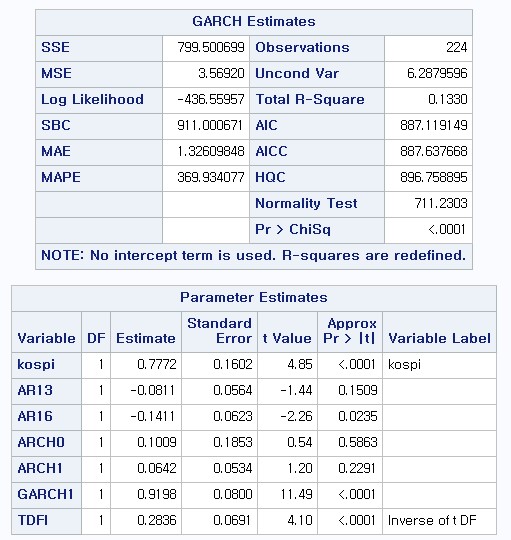 GARCH Estimates
SSE 799.500699 Observations 224
MSE 3.56920 Uncond Var 6.2879596
Log Likelihood -436.55957 Total R-Square 0.1330
SBC 911.000671 AIC 887.119149
MAE 1.32609848 AICC 887.637668
MAPE 369.934077 HQC 896.758895
Normality Test 711.2303
Pr > ChiSq <.0001
NOTE: No intercept term is used. R-squares are redefined.
Parameter Estimates
Variable DF Estimate Standard Error t Value Approx Pr > |t| Variable Label
kospi 1 0.7772 0.1602 4.85 <.0001 kospi
AR13 1 -0.0811 0.0564 -1.44 0.1509
AR16 1 -0.1411 0.0623 -2.26 0.0235
ARCH0 1 0.1009 0.1853 0.54 0.5863
ARCH1 1 0.0642 0.0534 1.20 0.2291
GARCH1 1 0.9198 0.0800 11.49 <.0001
TDFI 1 0.2836 0.0691 4.10 <.0001 Inverse of t DF